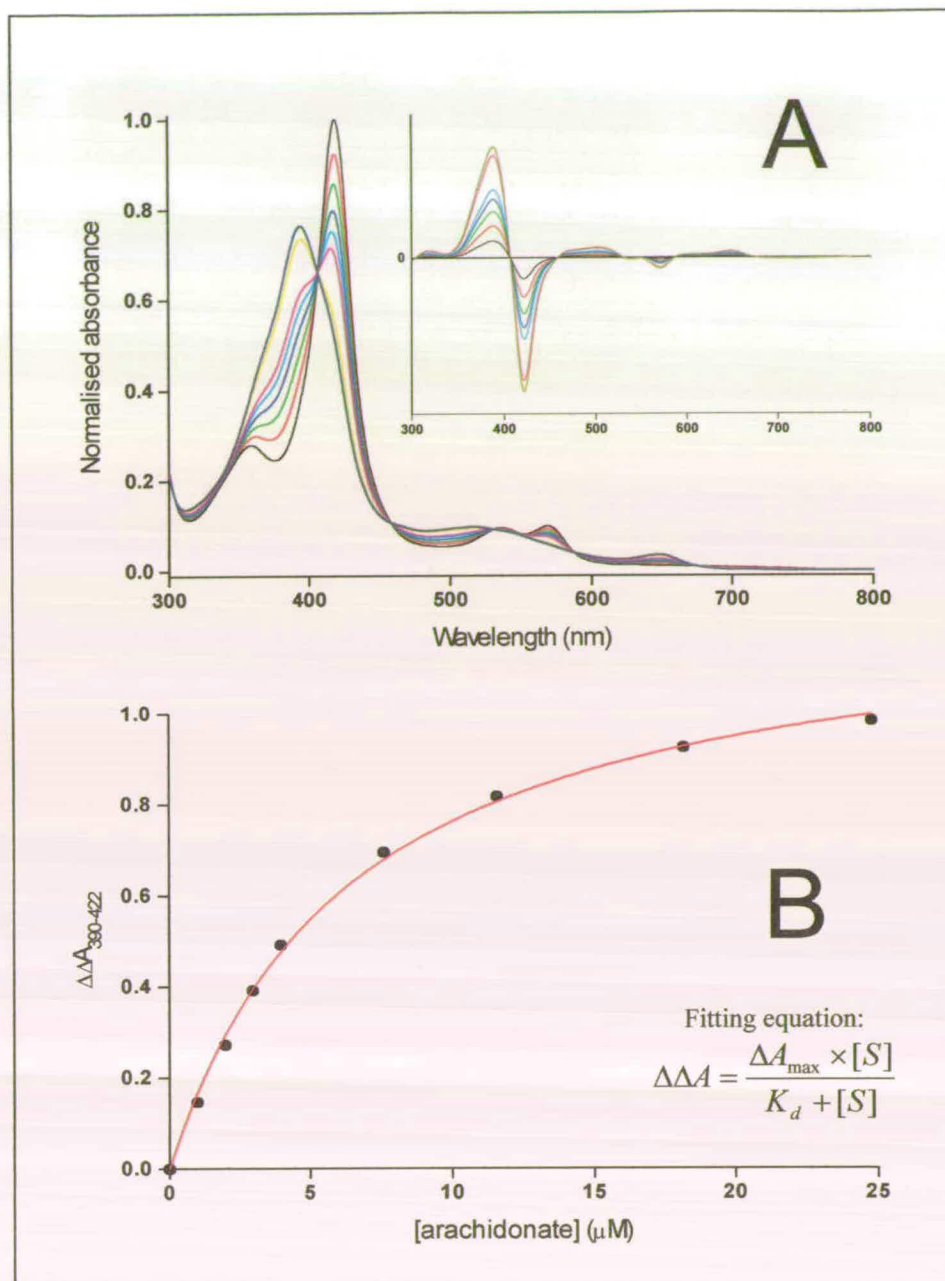 A
Normalised absorbance
1.0
0.8
0.6
0.4
0.2
0.0
300 400 500 600 700 800
Wavelength (nm)
0
300 400 500 600 700 800
B
ΔΔA390-422
1.0
0.8
0.6
0.4
0.2
0.0
0 5 10 15 20 25
[arachidonate] (μM)
Fitting equation:
ΔΔA = ΔAmax × [S] / Kd + [S]